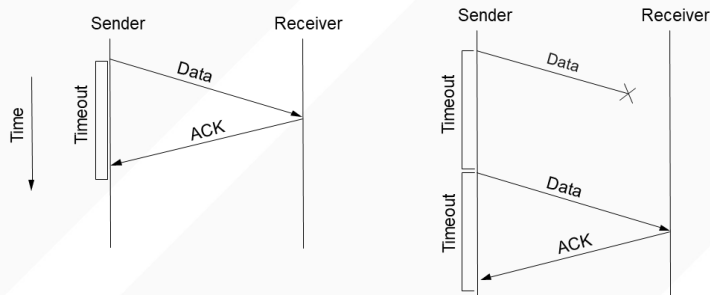 Sender
Receiver
Time
Timeout
Data
ACK
Sender
Receiver
Timeout
Data
Timeout
Data
ACK